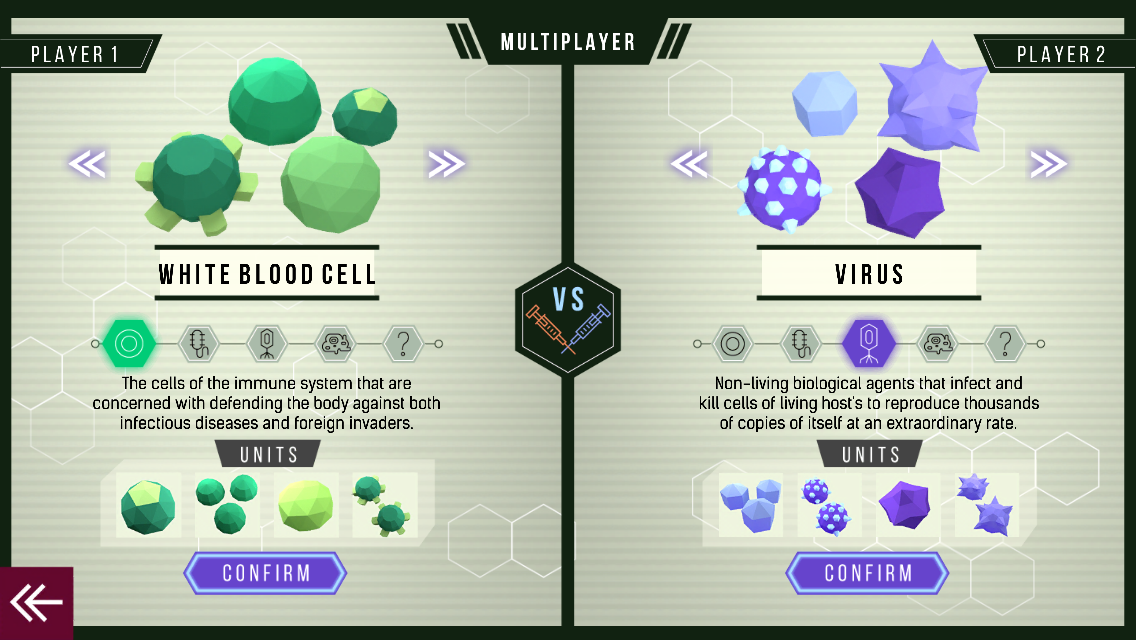 MULTIPLAYER
PLAYER 1
PLAYER 2
WHITE BLOOD CELL
VIRUS
VS
?
?
The cells of the immune system that are
concerned with defending the body against both
infectious diseases and foreign invaders.
Non-living biological agents that infect and
kill cells of living host's to reproduce thousands
of copies of itself at an extraordinary rate.
UNITS
UNITS
CONFIRM
CONFIRM